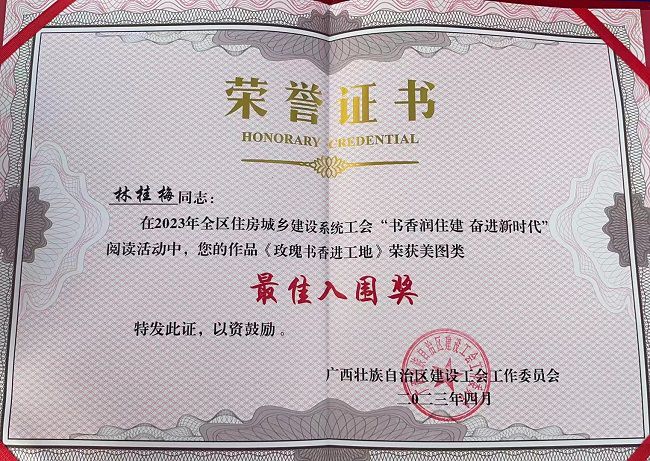 荣誉证书
HONORARY CREDENTIAL
林桂梅同志：
在2023年全区住房城乡建设系统工会“书香润住建 奋进新时代”
阅读活动中，您的作品《玫瑰书香进工地》荣获美图类
最佳入围奖
特发此证，以资鼓励。
广西壮族自治区建设工会工作委员会
二〇二三年四月